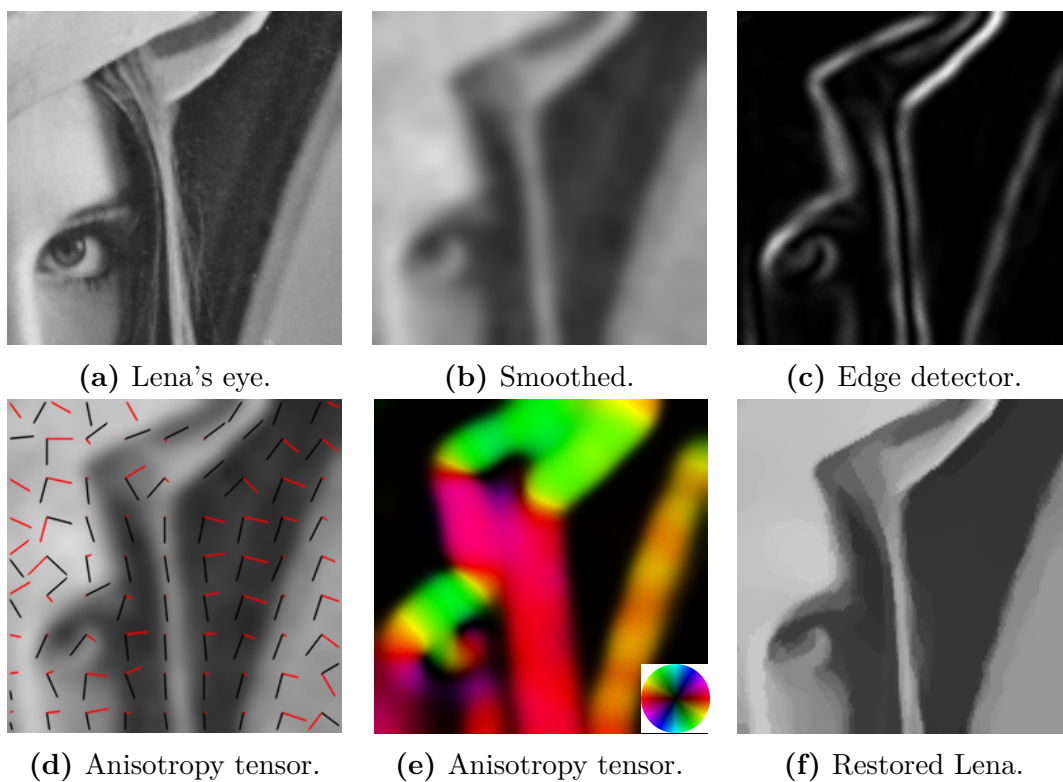 (a) Lena's eye.
(b) Smoothed.
(c) Edge detector.
(d) Anisotropy tensor.
(e) Anisotropy tensor.
(f) Restored Lena.